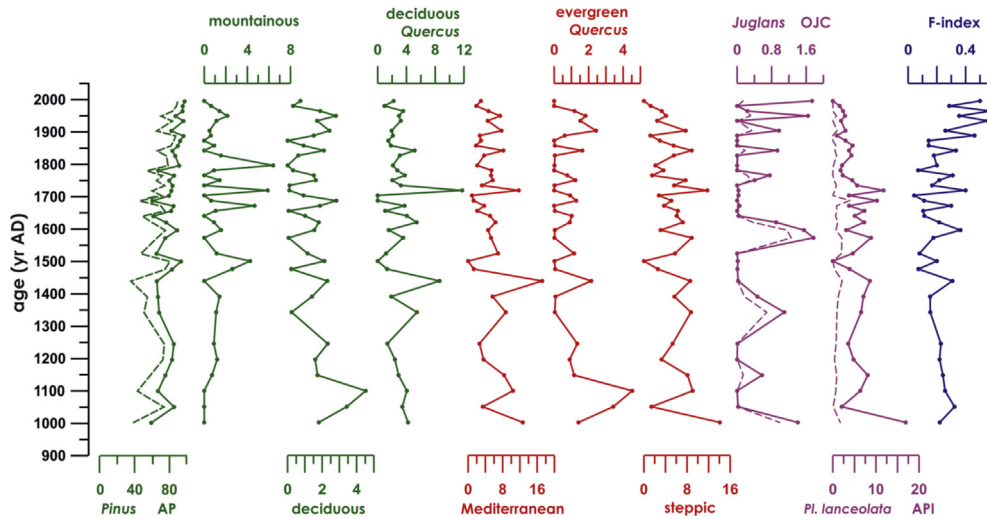 mountainous
deciduous
Quercus
evergreen
Quercus
Juglans OJC
F-index
0 4 8
0 4 8 12
0 2 4
0 0.8 1.6
0 0.4
age (yr AD)
2000
1900
1800
1700
1600
1500
1400
1300
1200
1100
1000
900
0 40 80
Pinus AP
0 2 4
deciduous
0 8 16
Mediterranean
0 8 16
steppic
0 10 20
Pl. lanceolata API